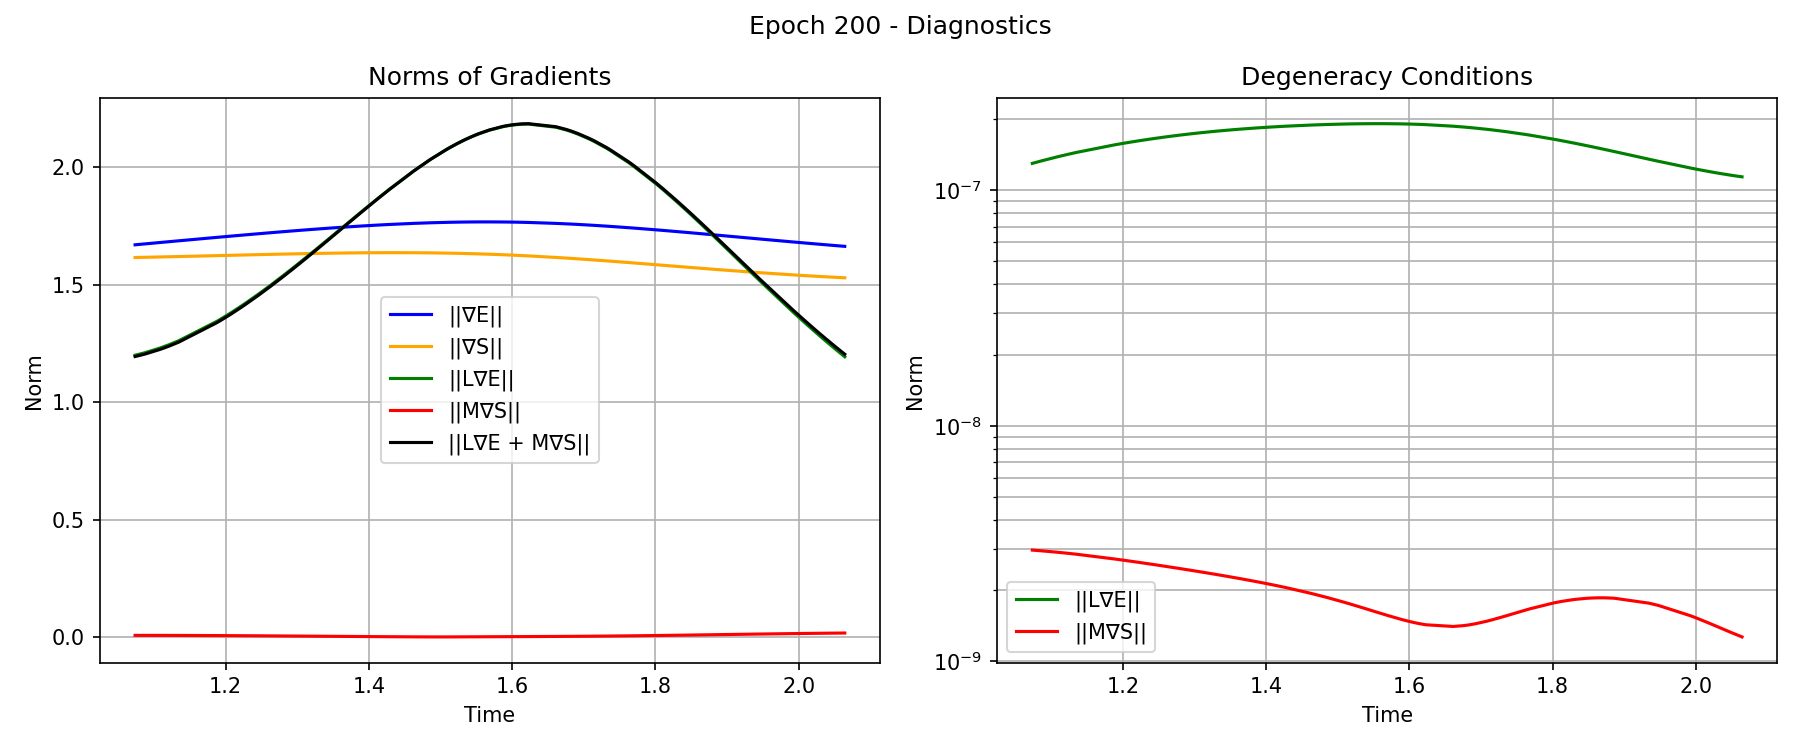 Epoch 200 - Diagnostics
Norms of Gradients
Norm
2.0
1.5
1.0
0.5
0.0
||∇E||
||∇S||
||L∇E||
||M∇S||
||L∇E + M∇S||
1.2 1.4 1.6 1.8 2.0
Time
Degeneracy Conditions
Norm
10⁻⁷
10⁻⁸
10⁻⁹
||L∇E||
||M∇S||
1.2 1.4 1.6 1.8 2.0
Time